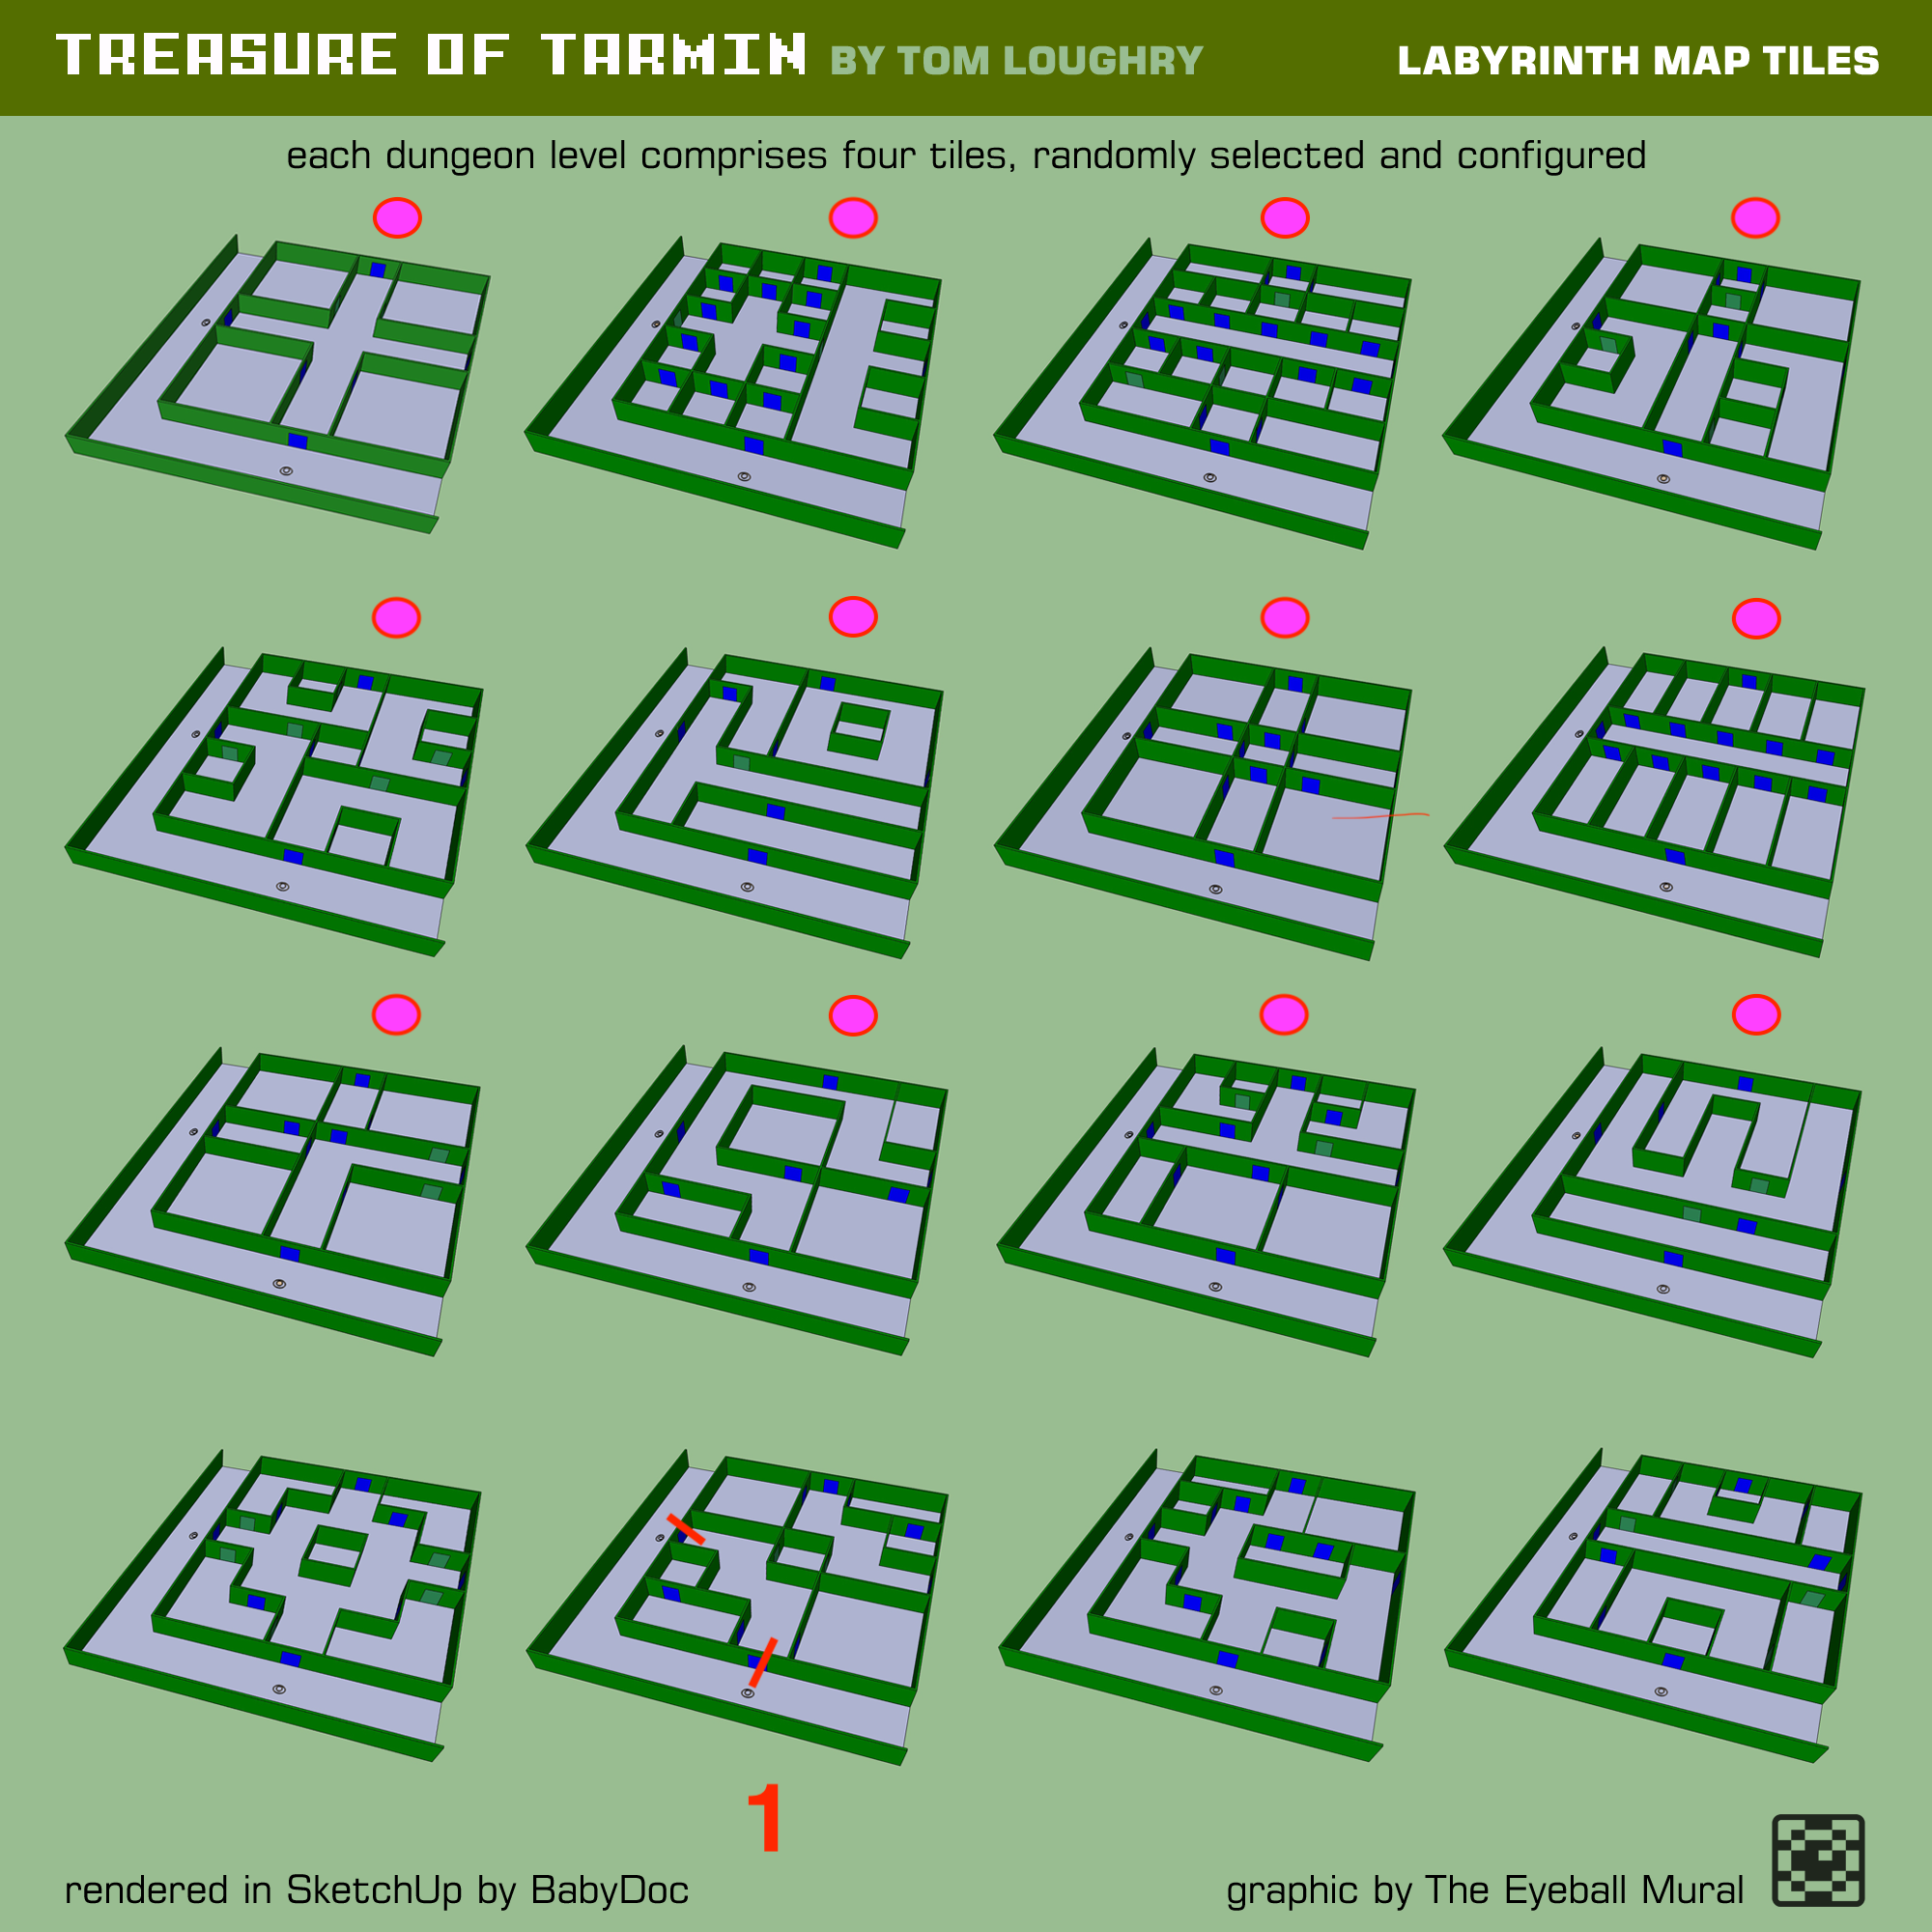 TREASURE OF TARMIN BY TOM LOUGHRY LABYRINTH MAP TILES
each dungeon level comprises four tiles, randomly selected and configured
1
rendered in SketchUp by BabyDoc graphic by The Eyeball Mural